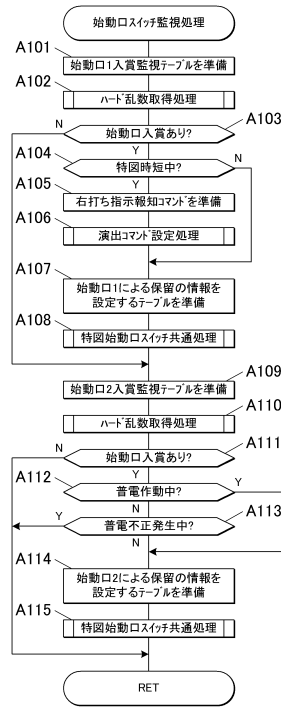 始動口スイッチ監視処理
A101
始動口1入賞監視テーブルを準備
A102
ハード乱数取得処理
A103
N
始動口入賞あり?
A104
Y
特図時短中?
N
A105
Y
右打ち指示報知コマンドを準備
A106
演出コマンド設定処理
A107
始動口1による保留の情報を
設定するテーブルを準備
A108
特図始動口スイッチ共通処理
A109
始動口2入賞監視テーブルを準備
A110
ハード乱数取得処理
A111
N
始動口入賞あり?
A112
Y
普電作動中?
Y
N
A113
Y
普電不正発生中?
N
A114
始動口2による保留の情報を
設定するテーブルを準備
A115
特図始動口スイッチ共通処理
RET